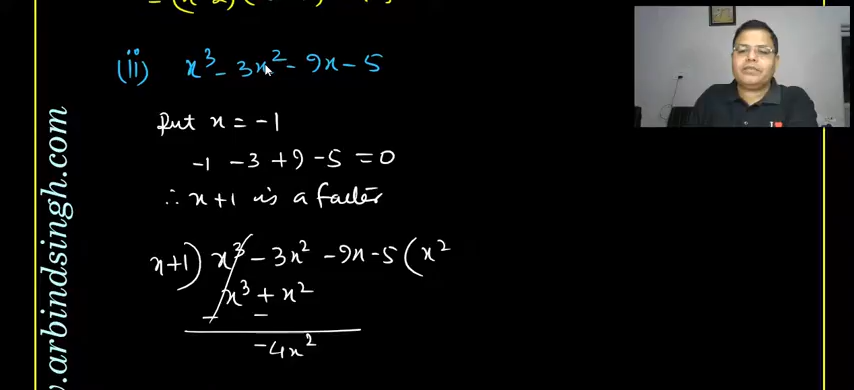 (ii) x³ - 3x² - 9x - 5
Put x = -1
-1 -3 +9 -5 = 0
∴ x+1 is a factor
x+1) x³ - 3x² - 9x - 5 ( x²
x³ + x²
- -
-4x²
w.arbindsingh.com